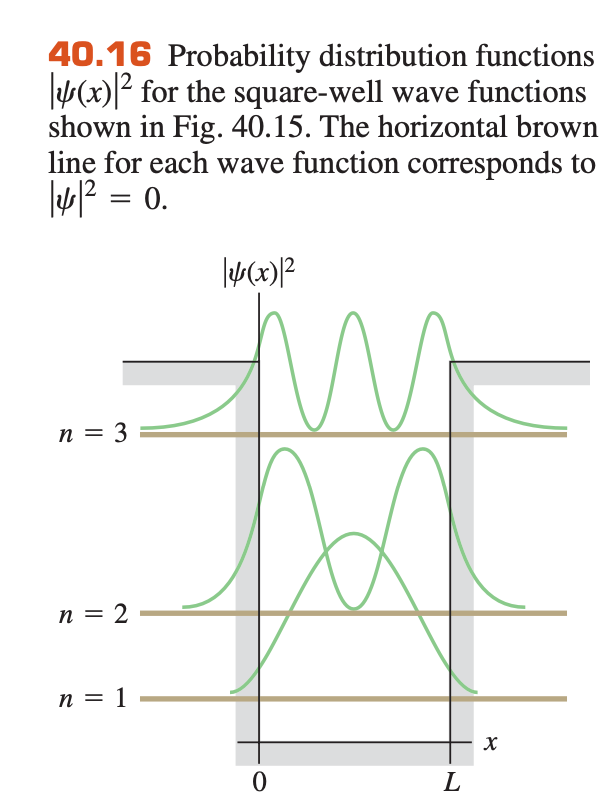 40.16 Probability distribution functions
|ψ(x)|² for the square-well wave functions
shown in Fig. 40.15. The horizontal brown
line for each wave function corresponds to
|ψ|² = 0.
|ψ(x)|²
n = 3
n = 2
n = 1
x
0 L